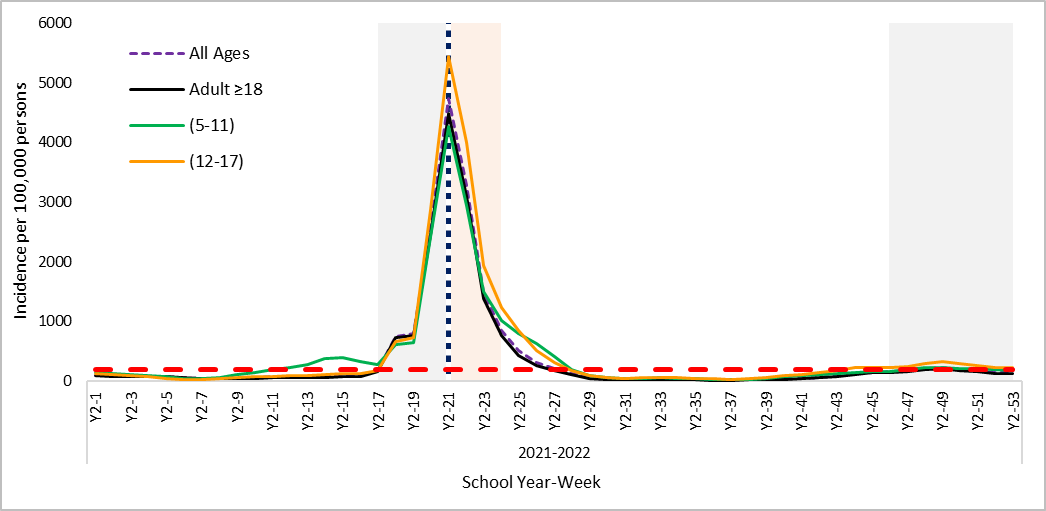 6000
5000
4000
3000
2000
1000
0
Incidence per 100,000 per sons
All Ages
Adult ≥18
(5-11)
(12-17)
Y2-1
Y2-3
Y2-5
Y2-7
Y2-9
Y2-11
Y2-13
Y2-15
Y2-17
Y2-19
Y2-21
Y2-23
Y2-25
Y2-27
Y2-29
Y2-31
Y2-33
Y2-35
Y2-37
Y2-39
Y2-41
Y2-43
Y2-45
Y2-47
Y2-49
Y2-51
Y2-53
2021-2022
School Year-Week